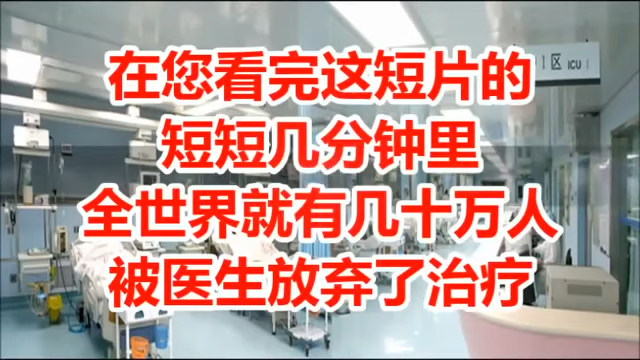 在您看完这短片的
短短几分钟里
全世界就有几十万人
被医生放弃了治疗
区 ICU